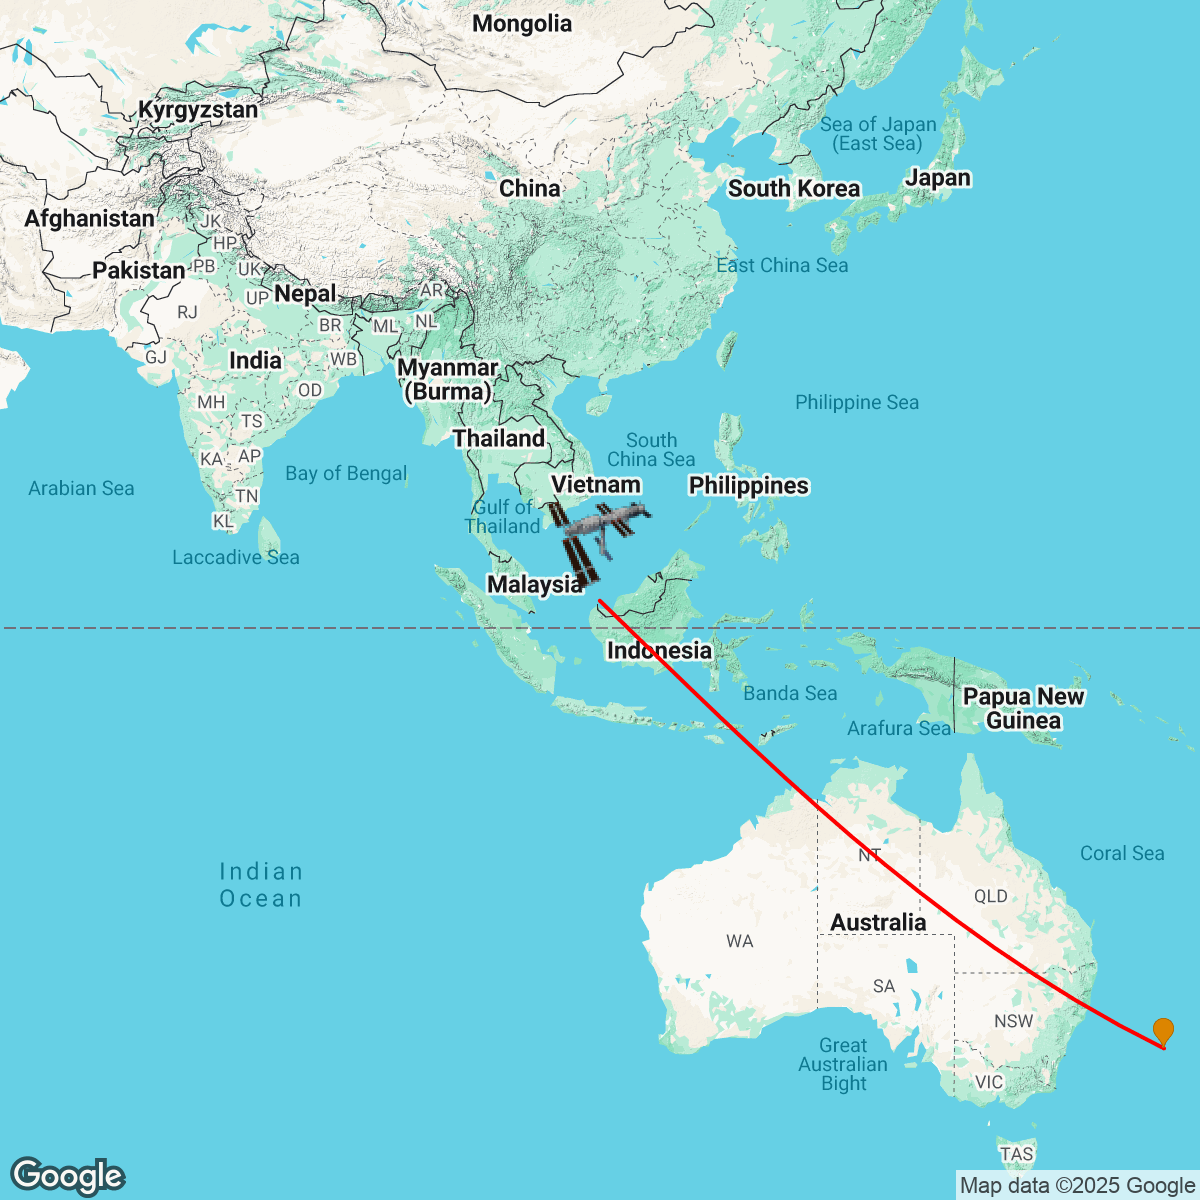 Mongolia
Kyrgyzstan
Sea of Japan
(East Sea)
Japan
China
South Korea
Afghanistan
JK
HP
Pakistan
PB
UK
East China Sea
Nepal
AR
UP
RJ
BR
ML
NL
GJ
India
WB
Myanmar
(Burma)
OD
MH
Philippine Sea
TS
Thailand
South
China Sea
KA
AP
Bay of Bengal
Arabian Sea
Vietnam
Philippines
TN
Gulf of
Thailand
KL
Laccadive Sea
Malaysia
Indonesia
Banda Sea
Papua New
Guinea
Arafura Sea
NT
Coral Sea
Indian
Ocean
QLD
Australia
WA
SA
NSW
Great
Australian
Bight
VIC
TAS
Google
Map data ©2025 Google